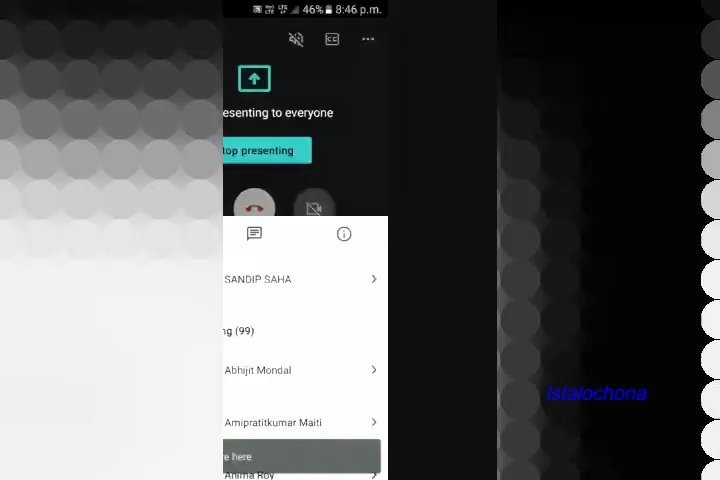 46% 8:46 p.m.
CC
esenting to everyone
top presenting
SANDIP SAHA
ng (99)
Abhijit Mondal
Amipratitkumar Maiti
e here
Anima Roy
Istalochona